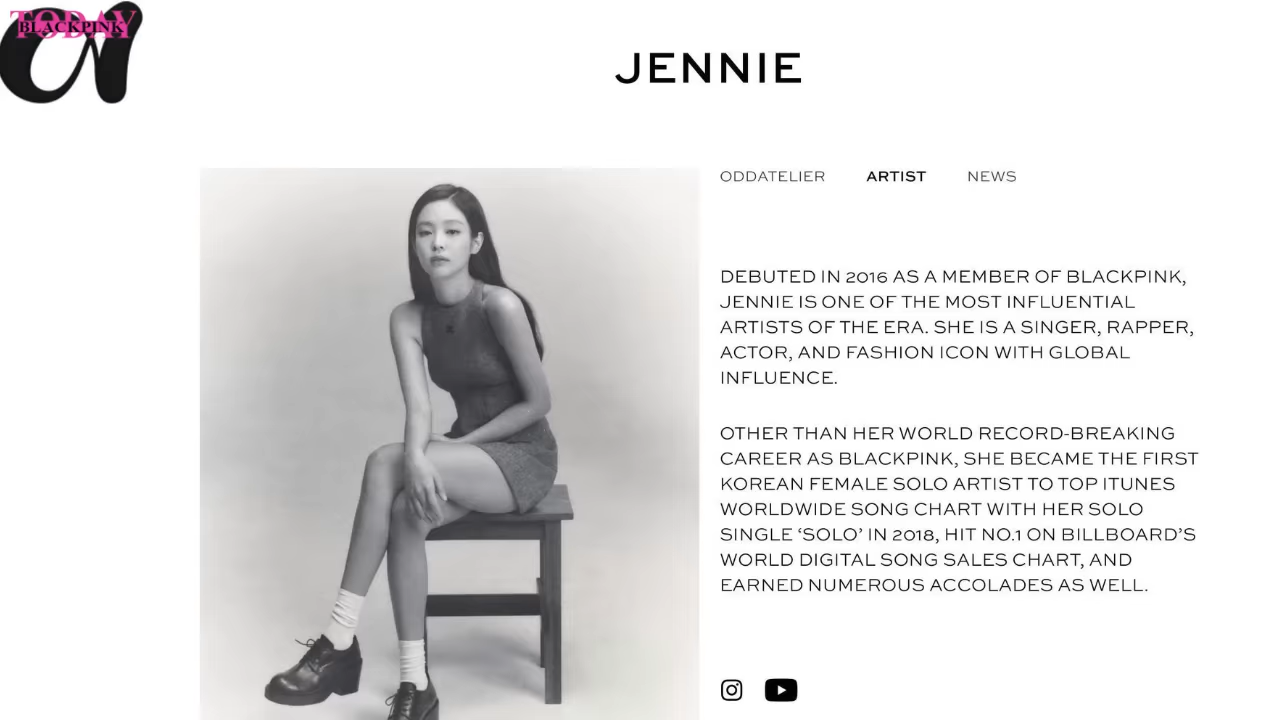 TODAY
BLACKPINK
JENNIE
ODDATELIER ARTIST NEWS
DEBUTED IN 2016 AS A MEMBER OF BLACKPINK,
JENNIE IS ONE OF THE MOST INFLUENTIAL
ARTISTS OF THE ERA. SHE IS A SINGER, RAPPER,
ACTOR, AND FASHION ICON WITH GLOBAL
INFLUENCE.
OTHER THAN HER WORLD RECORD-BREAKING
CAREER AS BLACKPINK, SHE BECAME THE FIRST
KOREAN FEMALE SOLO ARTIST TO TOP ITUNES
WORLDWIDE SONG CHART WITH HER SOLO
SINGLE ‘SOLO’ IN 2018, HIT NO.1 ON BILLBOARD’S
WORLD DIGITAL SONG SALES CHART, AND
EARNED NUMEROUS ACCOLADES AS WELL.